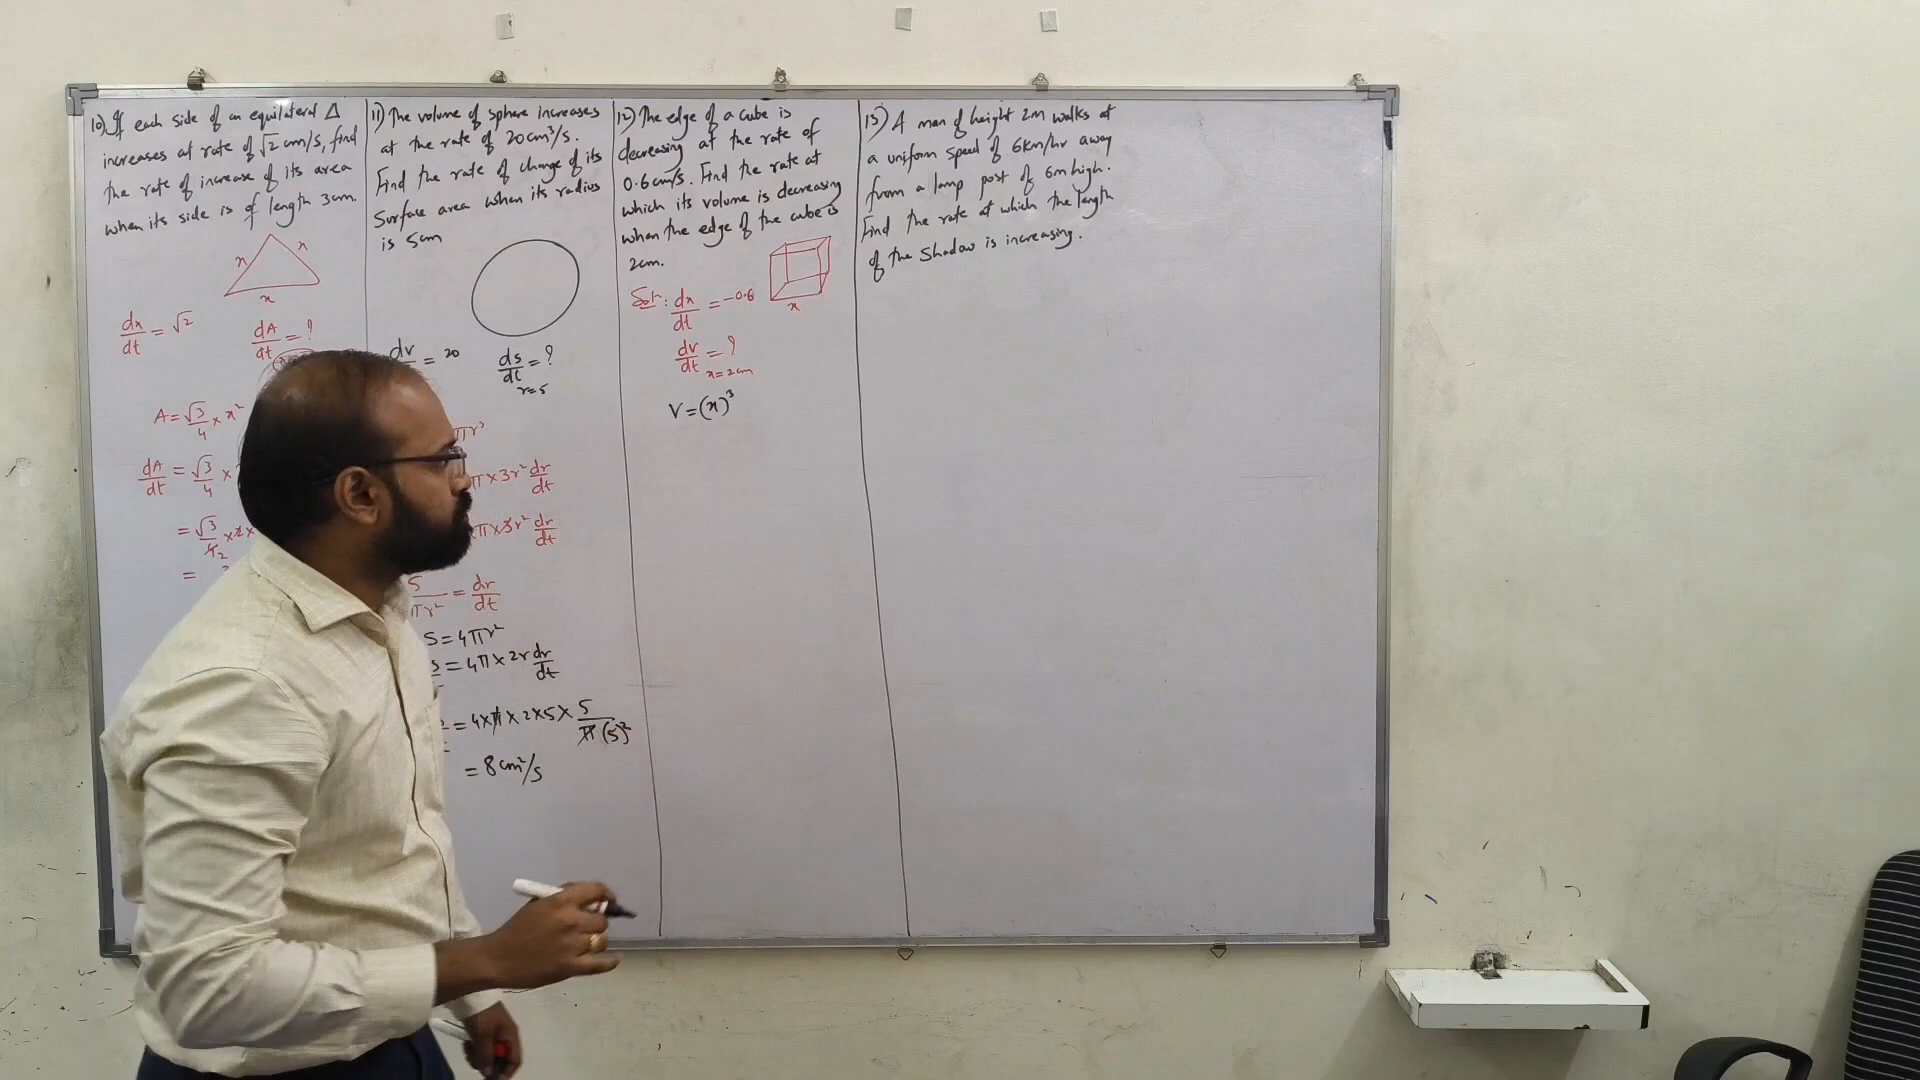 10) If each side of an equilateral Δ
increases at rate of √2 cm/s, find
the rate of increase of its area
when its side is of length 3cm.
x
x
x
dx/dt = √2
dA/dt = ?
A = √3/4 × x²
dA/dt = √3/4 ×
= √3/4 2 × 2 ×
=
11) The volume of sphere increases
at the rate of 20cm³/s.
Find the rate of change of its
Surface area when its radius
is 5cm
dv = 20
ds/dt = ?
r=5
πr³
π × 3r² dr/dt
π × 3r² dr/dt
5/πr² = dr/dt
S = 4πr²
s = 4π × 2r dr/dt
= 4×π × 2×5 × 5/π(5)²
= 8cm²/s
12) The edge of a cube is
decreasing at the rate of
0.6cm/s. Find the rate at
which its volume is decreasing
when the edge of the cube is
2cm.
x
Sol: dx/dt = -0.6
dv/dt = ?
x=2cm
V = (x)³
13) A man of height 2m walks at
a uniform speed of 6km/hr away
from a lamp post of 6m high.
Find the rate at which the length
of the shadow is increasing.